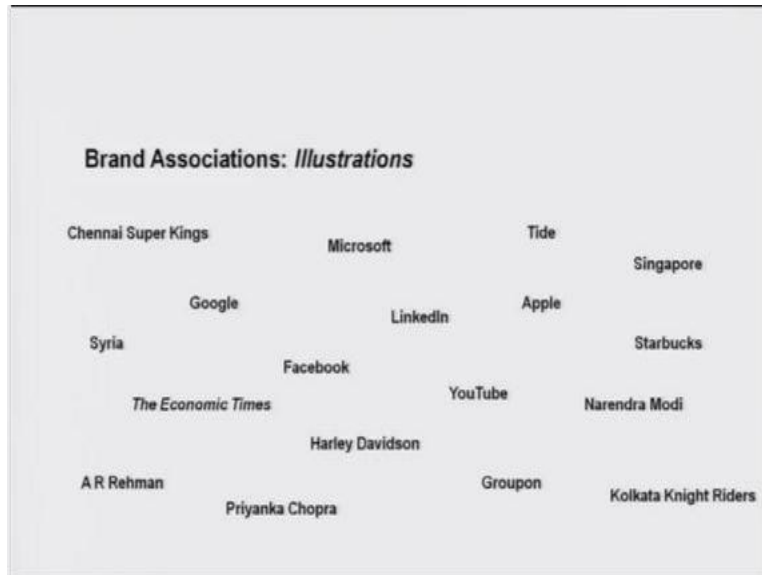 Brand Associations: Illustrations
Chennai Super Kings
Microsoft
Tide
Singapore
Google
LinkedIn
Apple
Syria
Starbucks
Facebook
The Economic Times
YouTube
Narendra Modi
Harley Davidson
A R Rehman
Priyanka Chopra
Groupon
Kolkata Knight Riders